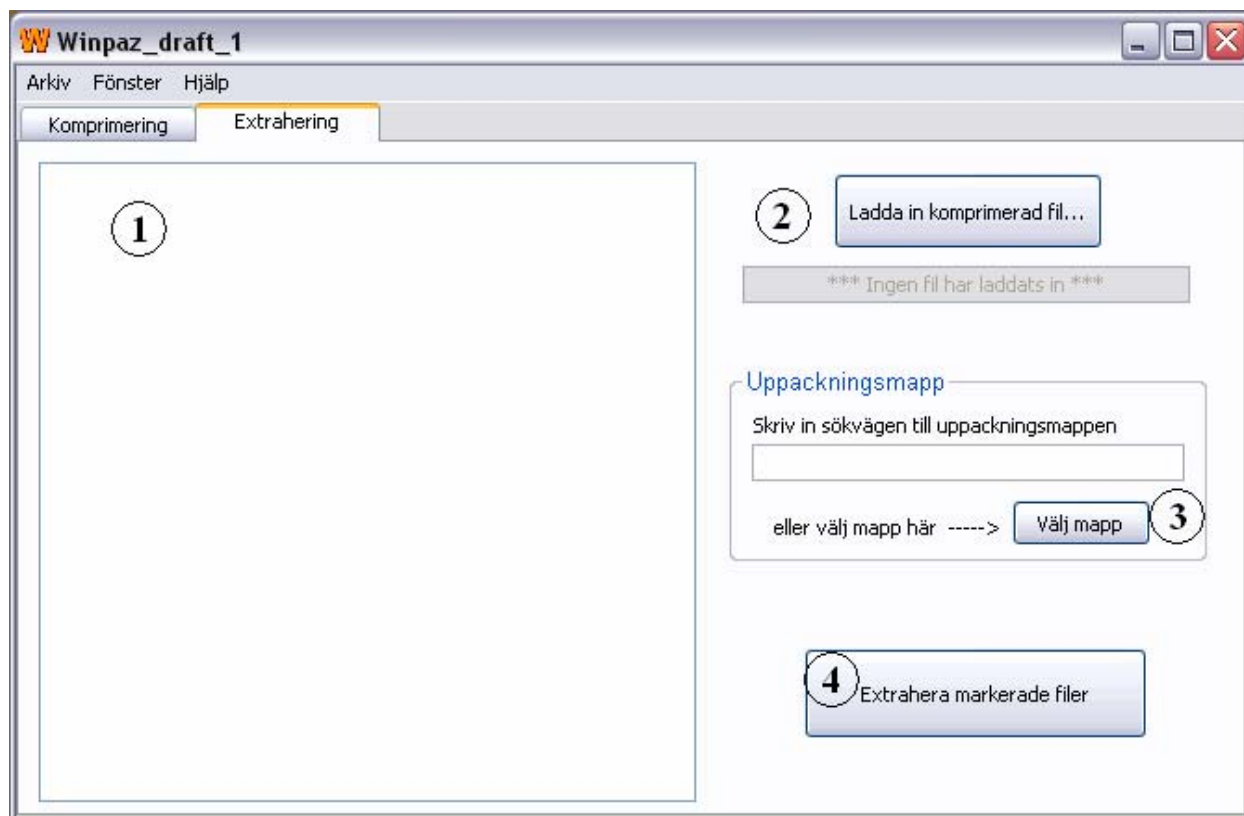 Winpaz_draft_1
Arkiv Fönster Hjälp
Komprimering Extrahering
1
2 Ladda in komprimerad fil...
*** Ingen fil har laddats in ***
Uppackningsmapp
Skriv in sökvägen till uppackningsmappen
eller välj mapp här -----> Välj mapp 3
4 Extrahera markerade filer